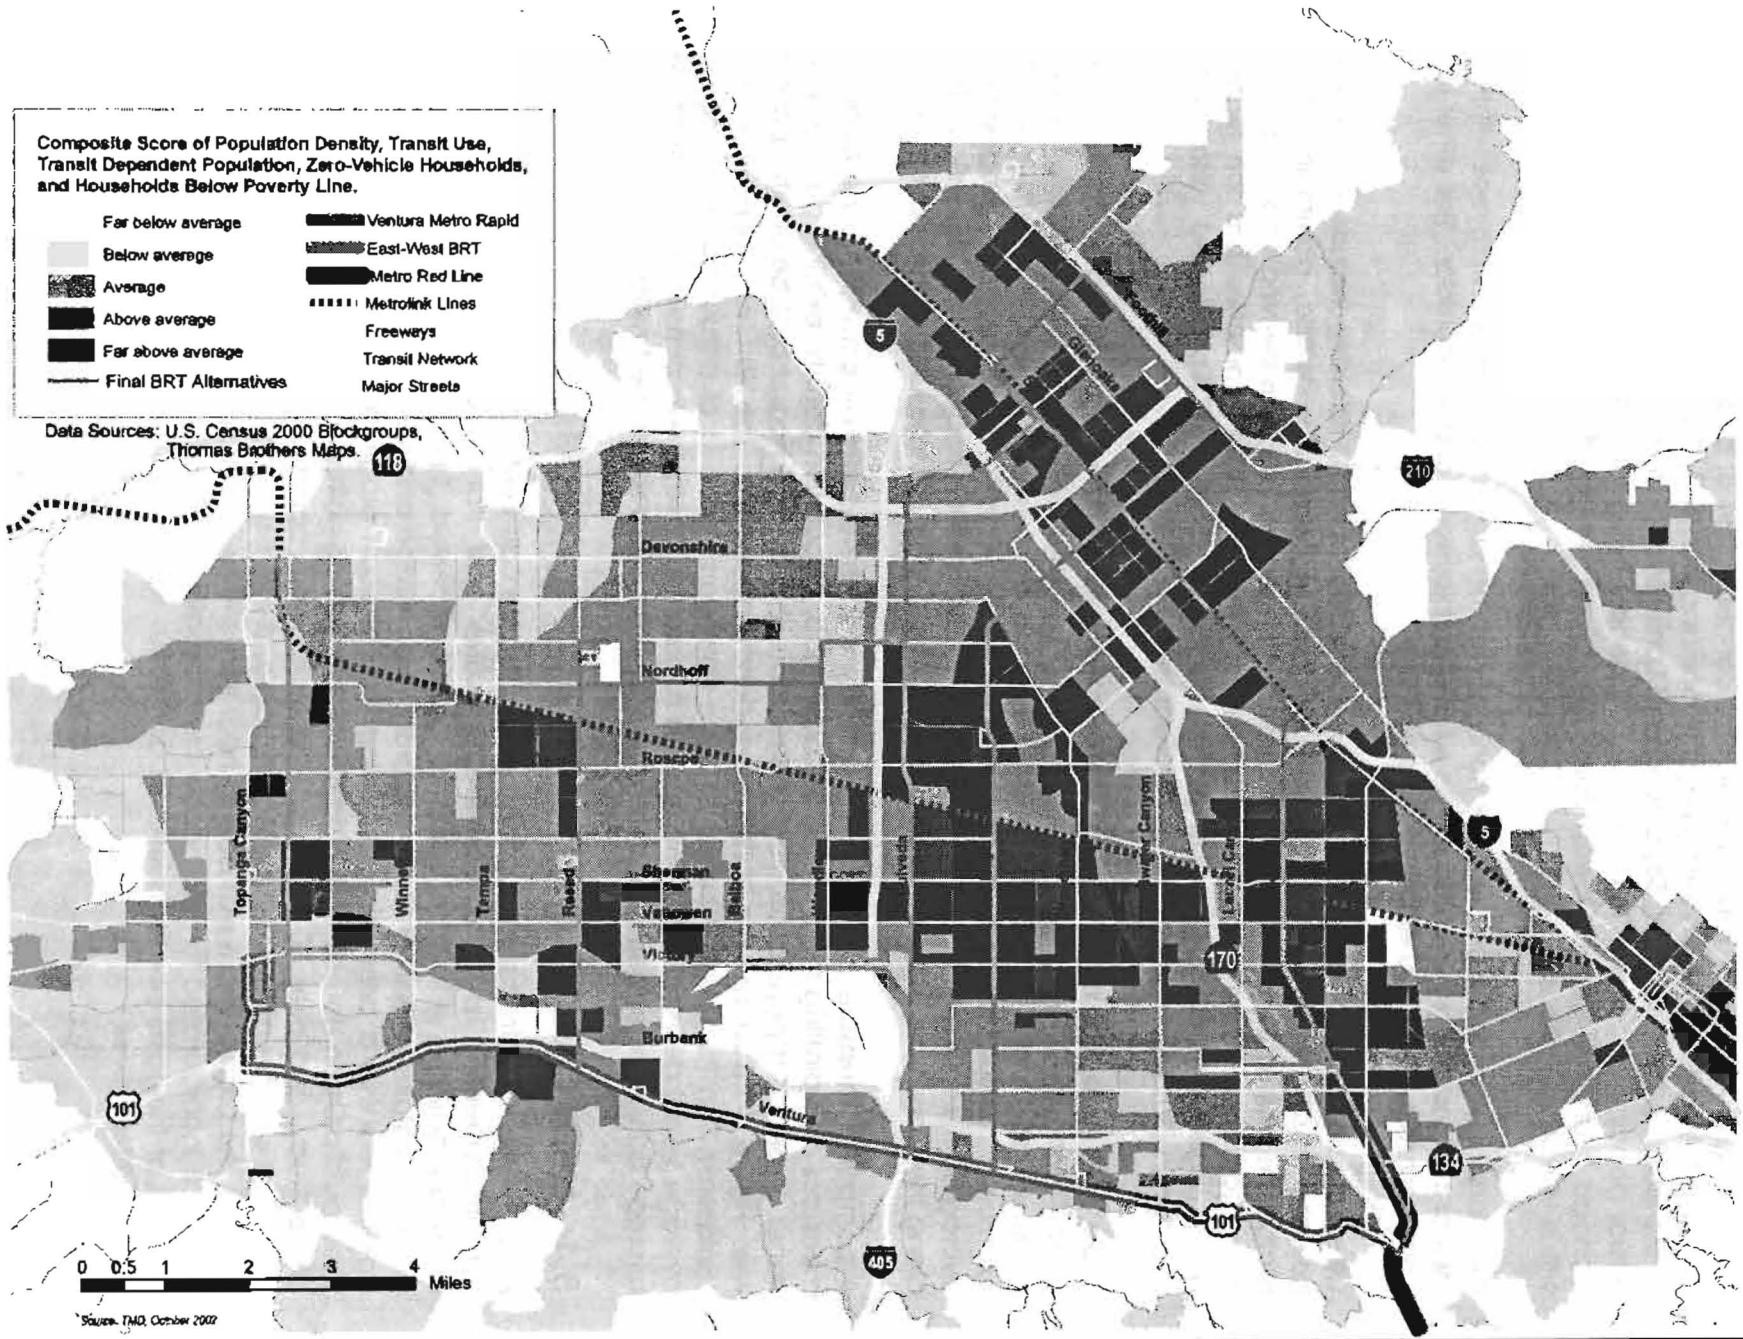 Composite Score of Population Density, Transit Use,
Transit Dependent Population, Zero-Vehicle Households,
and Households Below Poverty Line.
Far below average
Below average
Average
Above average
Far above average
Final BRT Alternatives
Ventura Metro Rapid
East-West BRT
Metro Red Line
Metrolink Lines
Freeways
Transit Network
Major Streets
Data Sources: U.S. Census 2000 Blockgroups,
Thomas Brothers Maps.
118
5
210
Foothill
Glenoaks
Devonshire
Nordhoff
Roscoe
Topanga Canyon
Tampa
Balboa
Sherman
Victory
Burbank
5
170
Ventura
101
134
101
405
0 0.5 1 2 3 4
Miles
Source: TMD, October 2002